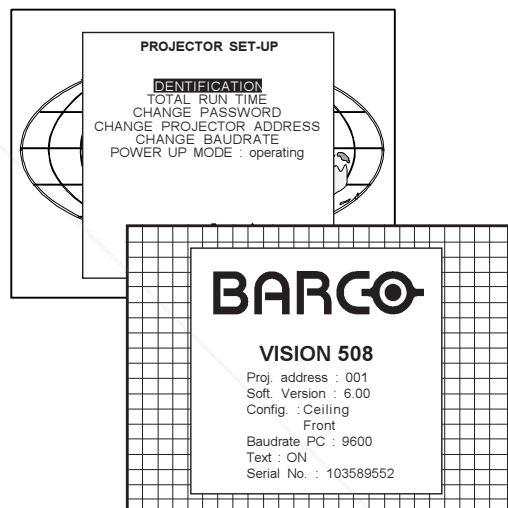 PROJECTOR SET-UP
DENTIFICATION
TOTAL RUN TIME
CHANGE PASSWORD
CHANGE PROJECTOR ADDRESS
CHANGE BAUDRATE
POWER UP MODE : operating
BARCO
VISION 508
Proj. address : 001
Soft. Version : 6.00
Config. : Ceiling
Front
Baudrate PC : 9600
Text : ON
Serial No. : 103589552